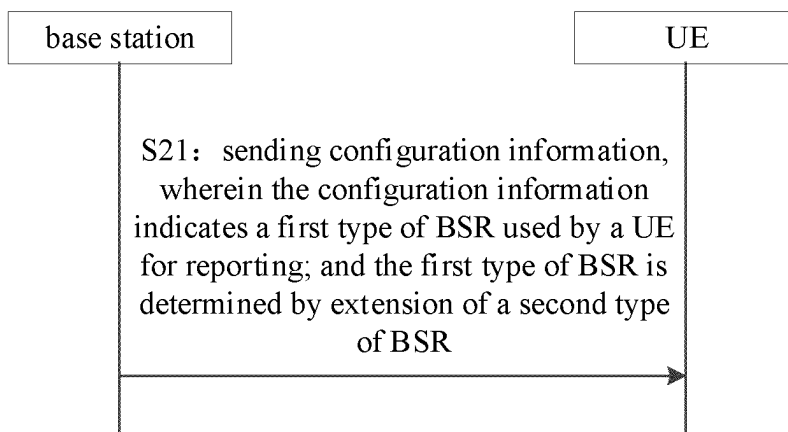 base station
UE
S21：sending configuration information,
wherein the configuration information
indicates a first type of BSR used by a UE
for reporting; and the first type of BSR is
determined by extension of a second type
of BSR